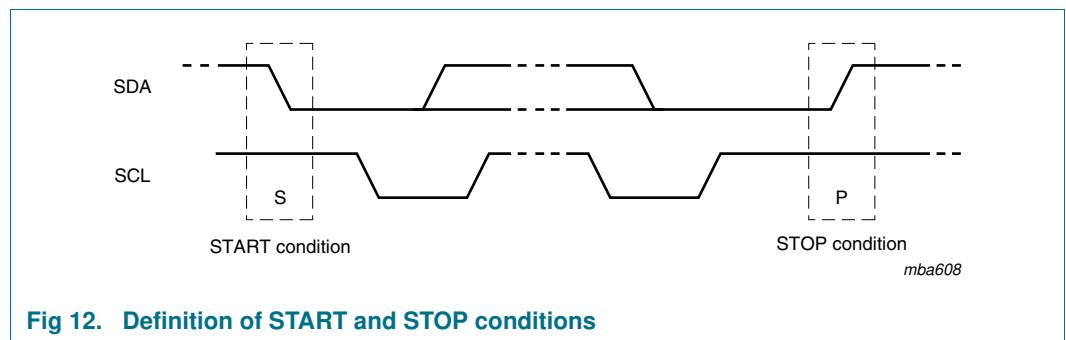 SDA
SCL
S
P
START condition
STOP condition
mba608
Fig 12. Definition of START and STOP conditions